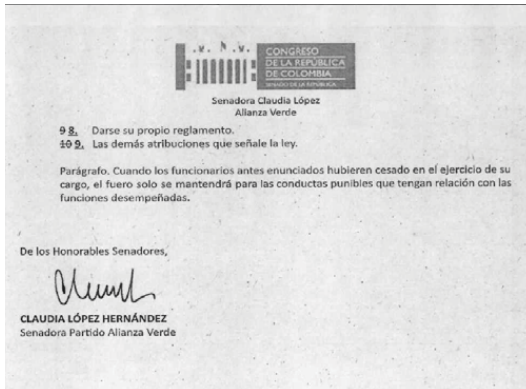 CONGRESO
DE LA REPÚBLICA
DE COLOMBIA
SENADO DE LA REPÚBLICA
Senadora Claudia López
Alianza Verde
9 8. Darse su propio reglamento.
10 9. Las demás atribuciones que señale la ley.
Parágrafo. Cuando los funcionarios antes enunciados hubieren cesado en el ejercicio de su
cargo, el fuero solo se mantendrá para las conductas punibles que tengan relación con las
funciones desempeñadas.
De los Honorables Senadores,
CLAUDIA LÓPEZ HERNÁNDEZ
Senadora Partido Alianza Verde